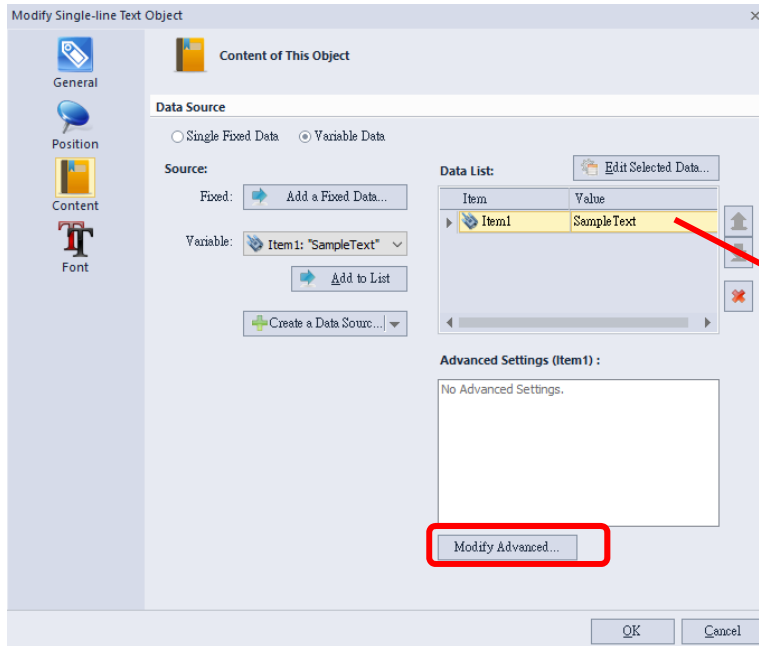 Modify Single-line Text Object
General
Position
Content
Font
Content of This Object
Data Source
Single Fixed Data
Variable Data
Source:
Fixed:
Add a Fixed Data...
Variable:
Item1: "SampleText"
Add to List
Create a Data Sourc...
Data List:
Edit Selected Data...
Item Value
Item1 SampleText
Advanced Settings (Item1) :
No Advanced Settings.
Modify Advanced...
OK
Cancel